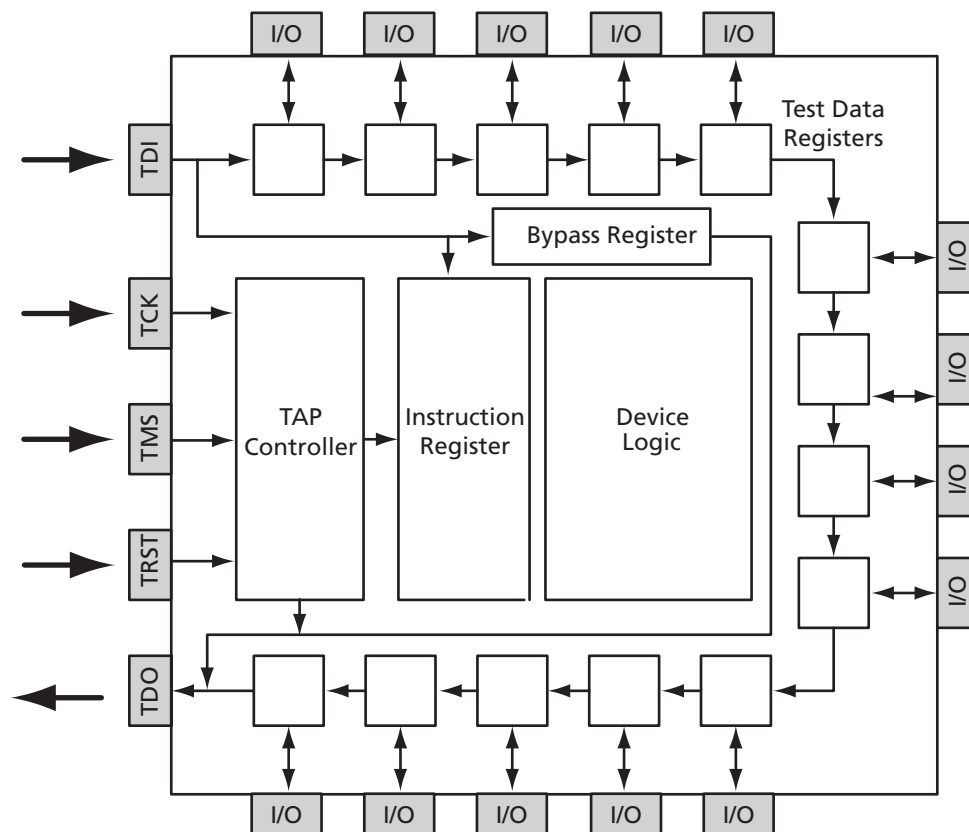 I/O
I/O
I/O
I/O
I/O
Test Data
Registers
TDI
Bypass Register
I/O
TCK
I/O
TAP
Controller
Instruction
Register
Device
Logic
TMS
I/O
TRST
I/O
TDO
I/O
I/O
I/O
I/O
I/O